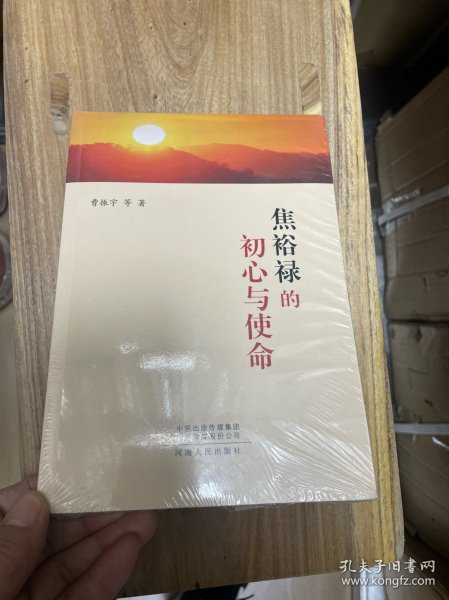 曹振宇 等 著
焦裕禄的
初心与使命
中原出版传媒集团
河南人民出版社
孔夫子旧书网
www.kongfz.com